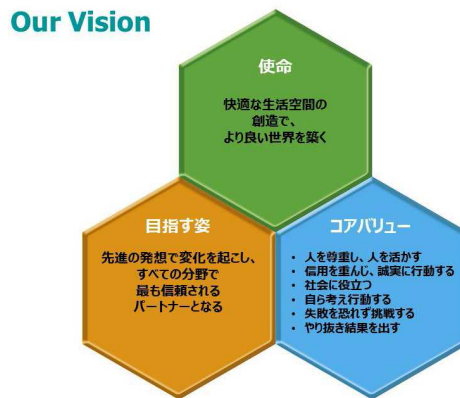 Our Vision
使命
快適な生活空間の
創造で、
より良い世界を築く
目指す姿
先進の発想で変化を起こし、
すべての分野で
最も信頼される
パートナーとなる
コアバリュー
• 人を尊重し、人を活かす
• 信用を重んじ、誠実に行動する
• 社会に役立つ
• 自ら考え行動する
• 失敗を恐れず挑戦する
• やり抜き結果を出す